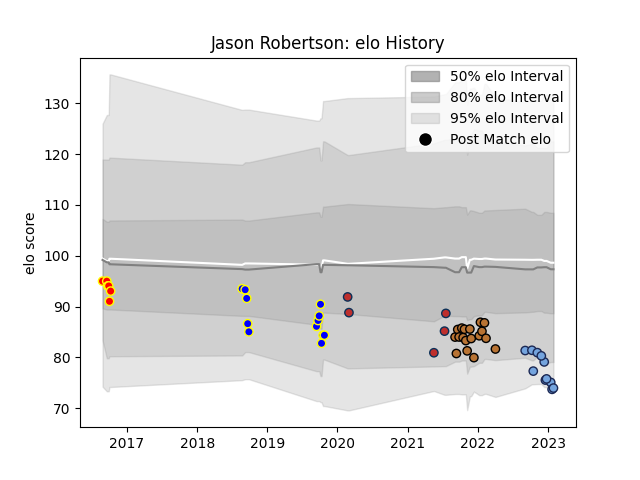 Jason Robertson: elo History
50% elo Interval
80% elo Interval
95% elo Interval
Post Match elo
elo score
130
120
110
100
90
80
70
2017 2018 2019 2020 2021 2022 2023